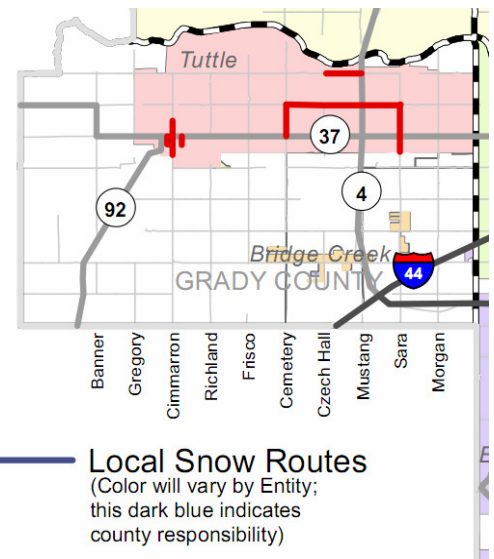 Tuttle
37
4
92
Bridge Creek
44
GRADY COUNTY
Banner
Gregory
Cimmarron
Richland
Frisco
Cemetery
Czech Hall
Mustang
Sara
Morgan
Local Snow Routes
(Color will vary by Entity;
this dark blue indicates
county responsibility)